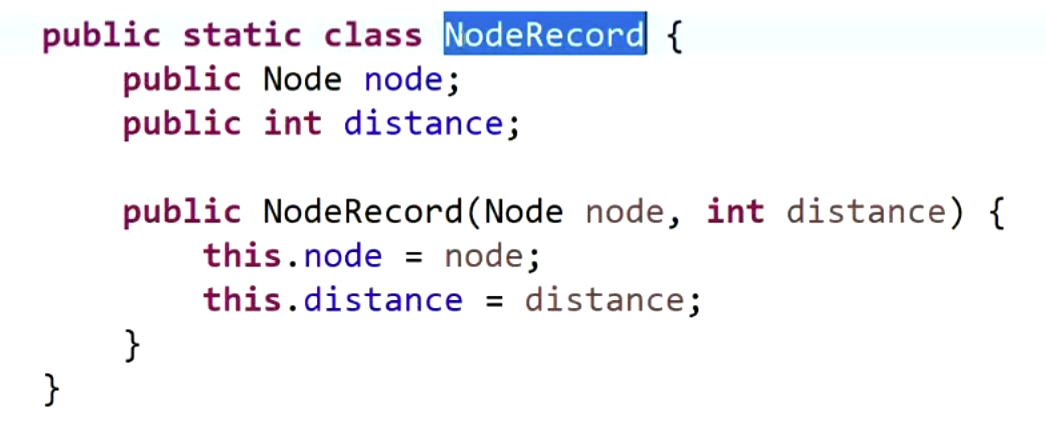 public static class NodeRecord {
public Node node;
public int distance;
public NodeRecord(Node node, int distance) {
this.node = node;
this.distance = distance;
}
}